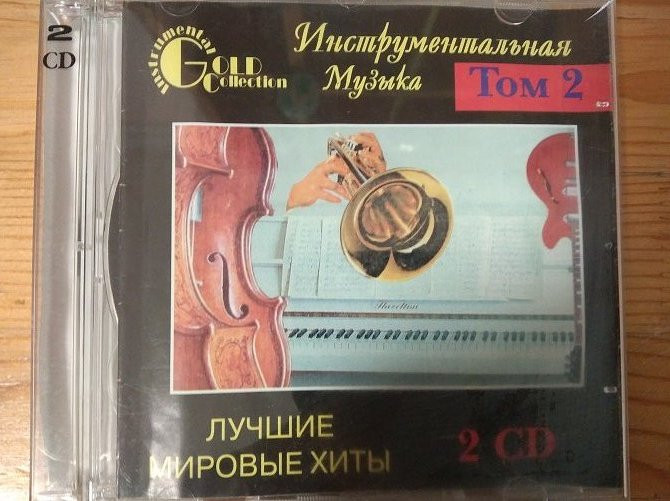 2
CD
Instrumental
GOLD
Collection
Инструментальная
Музыка
Том 2
ЛУЧШИЕ
МИРОВЫЕ ХИТЫ
2 CD